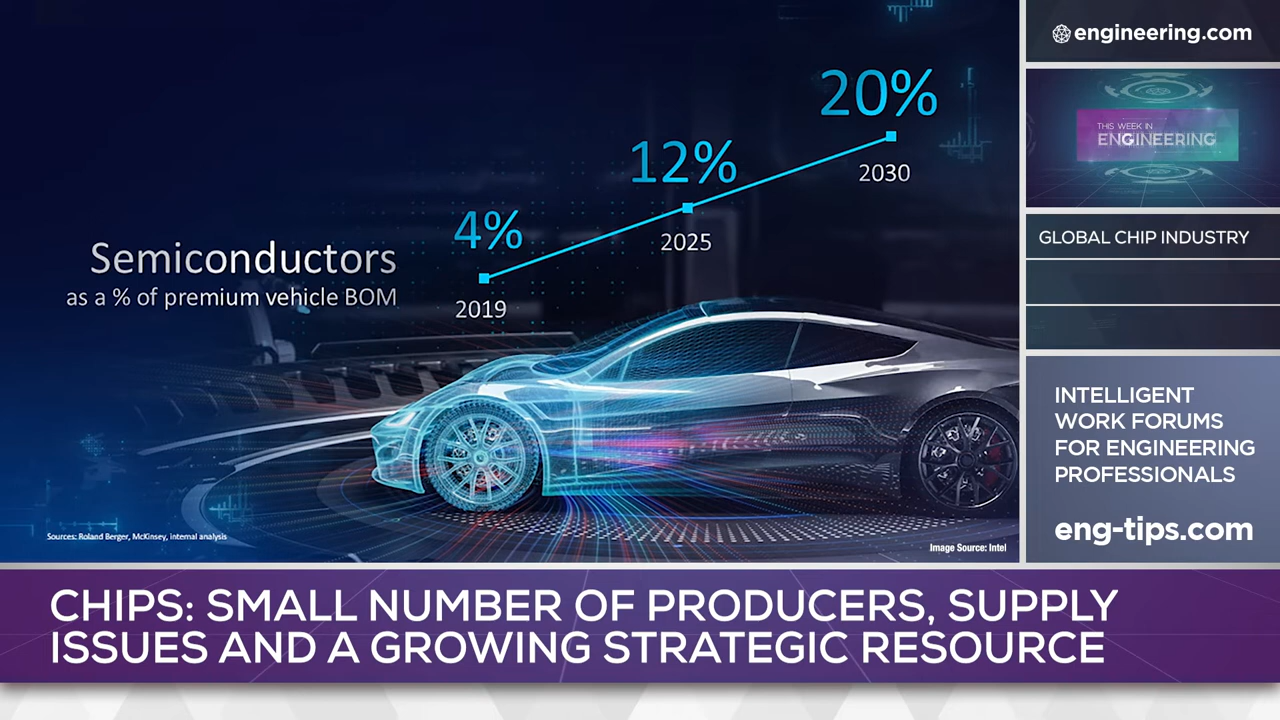 20%
12%
2030
4%
2025
Semiconductors
as a % of premium vehicle BOM
2019
Sources: Roland Berger, McKinsey, internal analysis
Image Source: Intel
engineering.com
THIS WEEK IN
ENGINEERING
GLOBAL CHIP INDUSTRY
INTELLIGENT
WORK FORUMS
FOR ENGINEERING
PROFESSIONALS
eng-tips.com
CHIPS: SMALL NUMBER OF PRODUCERS, SUPPLY
ISSUES AND A GROWING STRATEGIC RESOURCE